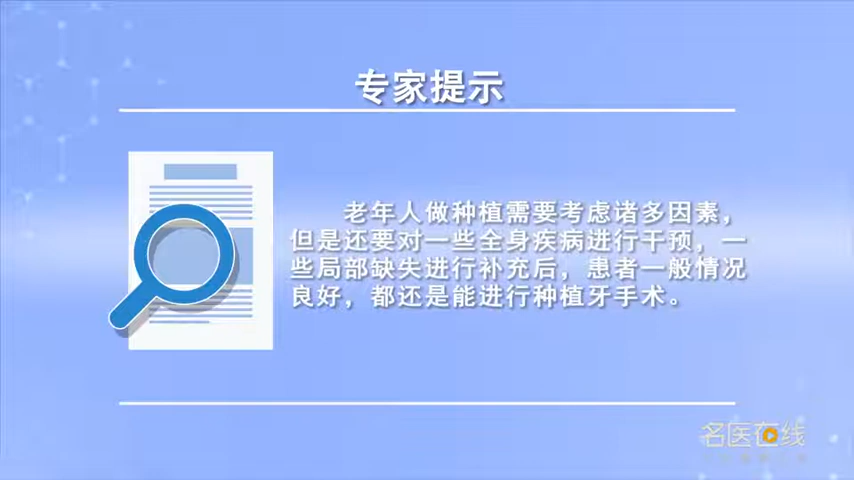 专家提示
老年人做种植需要考虑诸多因素，
但是还要对一些全身疾病进行干预，一
些局部缺失进行补充后，患者一般情况
良好，都还是能进行种植牙手术。
名医在线